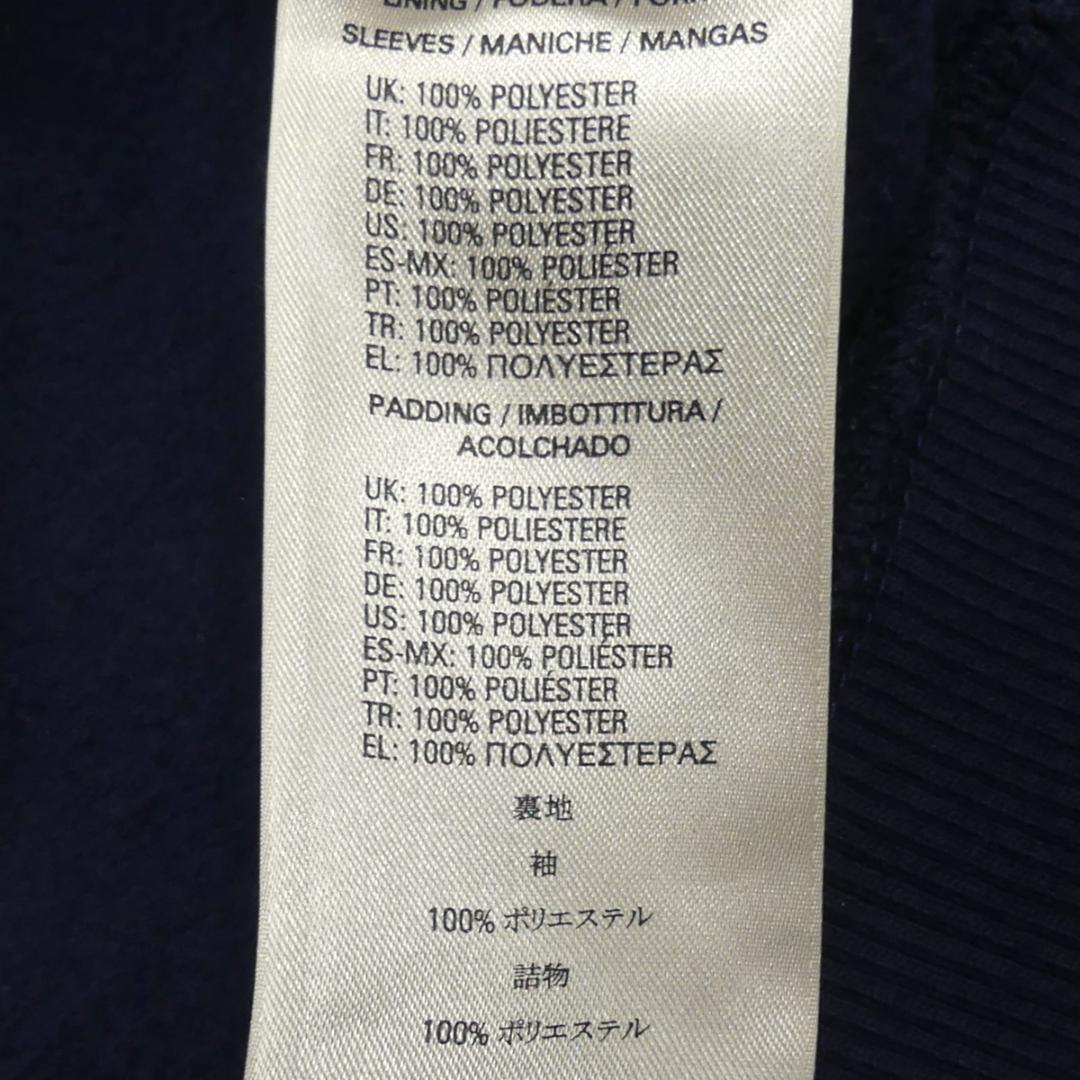 LINING / FODERA /
SLEEVES / MANICHE / MANGAS
UK: 100% POLYESTER
IT: 100% POLIESTERE
FR: 100% POLYESTER
DE: 100% POLYESTER
US: 100% POLYESTER
ES-MX: 100% POLIÉSTER
PT: 100% POLIÉSTER
TR: 100% POLYESTER
EL: 100% ΠΟΛΥΕΣΤΕΡΑΣ
PADDING / IMBOTTITURA /
ACOLCHADO
UK: 100% POLYESTER
IT: 100% POLIESTERE
FR: 100% POLYESTER
DE: 100% POLYESTER
US: 100% POLYESTER
ES-MX: 100% POLIÉSTER
PT: 100% POLIÉSTER
TR: 100% POLYESTER
EL: 100% ΠΟΛΥΕΣΤΕΡΑΣ
裏地
袖
100% ポリエステル
詰物
100% ポリエステル